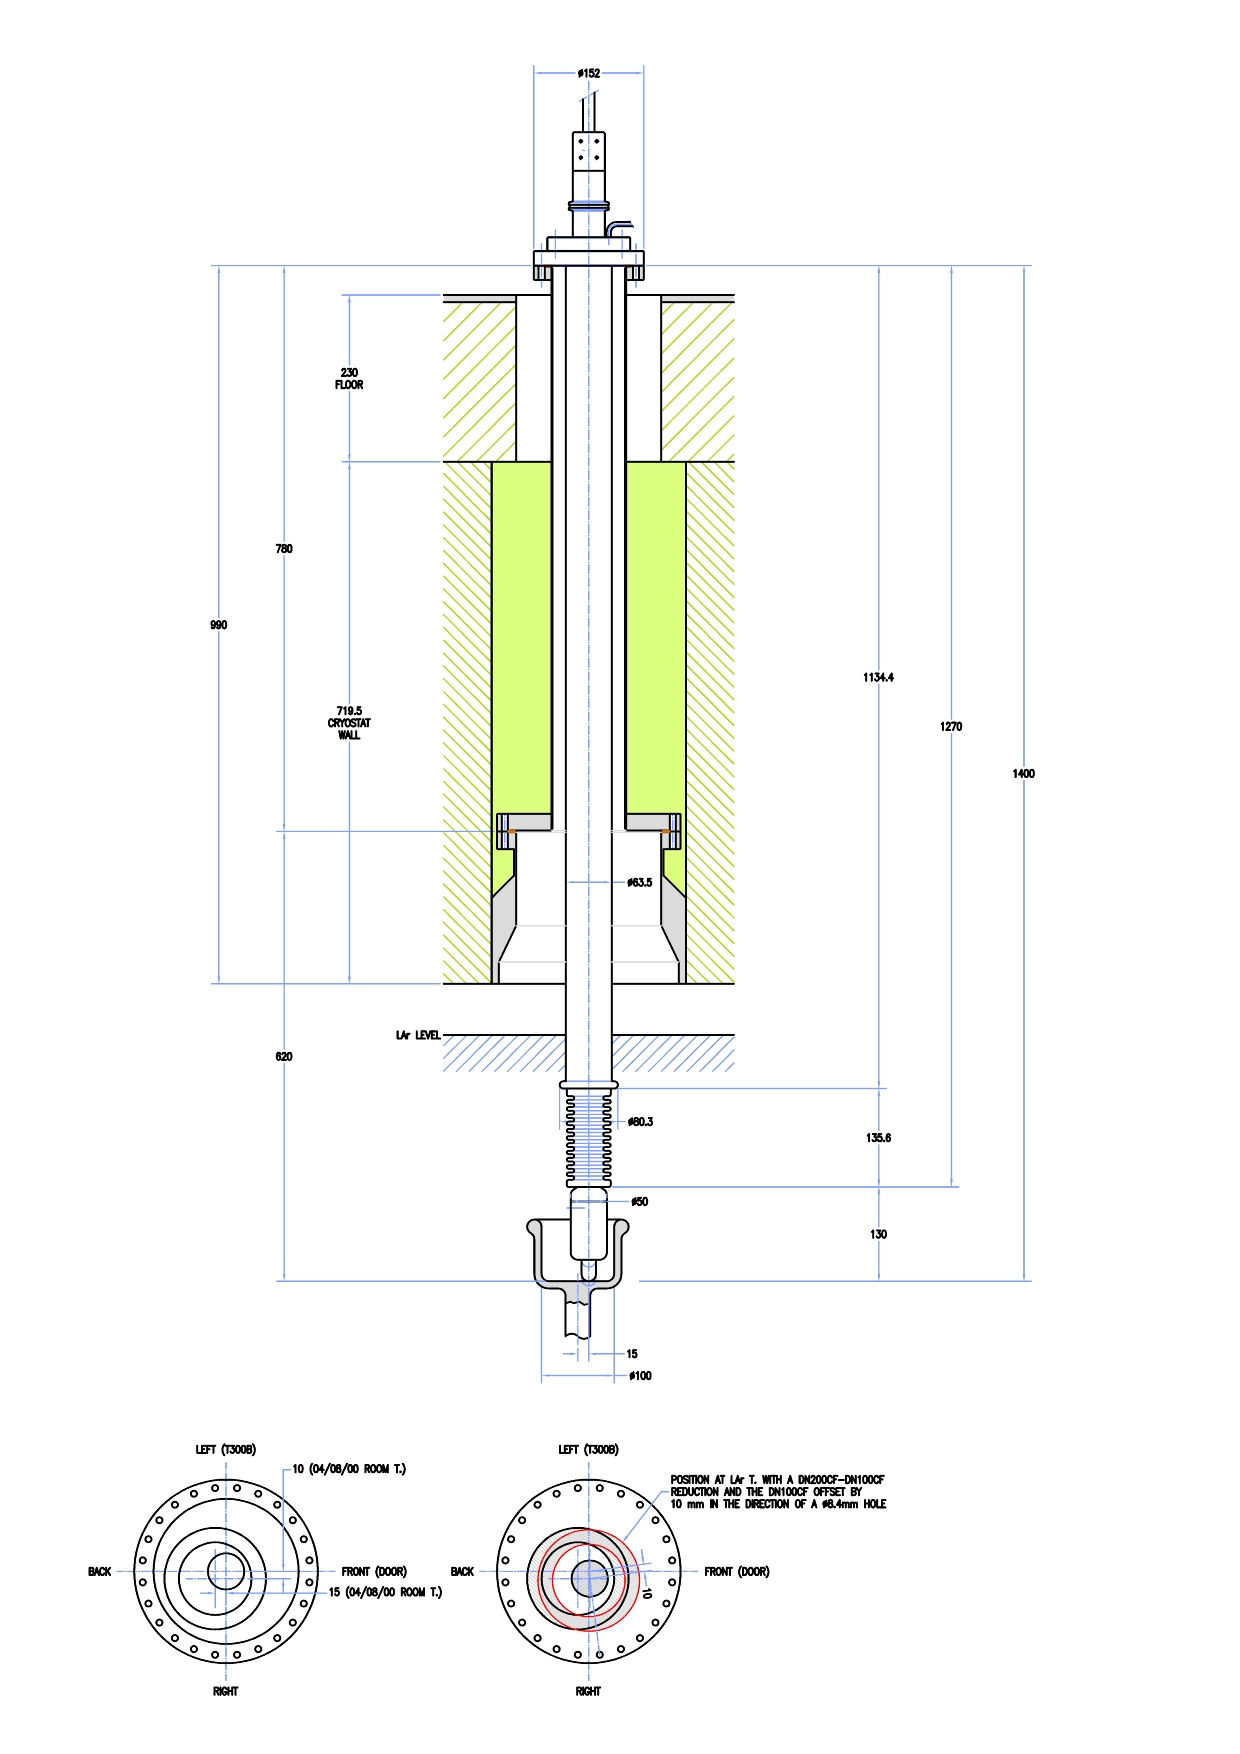 ø152
230
FLOOR
780
990
1134.4
719.5
CRYOSTAT
WALL
1270
1400
ø63.5
LAr LEVEL
620
ø80.3
135.6
ø50
130
15
ø100
LEFT (T300B)
10 (04/08/00 ROOM T.)
BACK
FRONT (DOOR)
15 (04/08/00 ROOM T.)
RIGHT
LEFT (T300B)
POSITION AT LAr T. WITH A DN200CF-DN100CF
REDUCTION AND THE DN100CF OFFSET BY
10 mm IN THE DIRECTION OF A ø8.4mm HOLE
BACK
FRONT (DOOR)
10
RIGHT